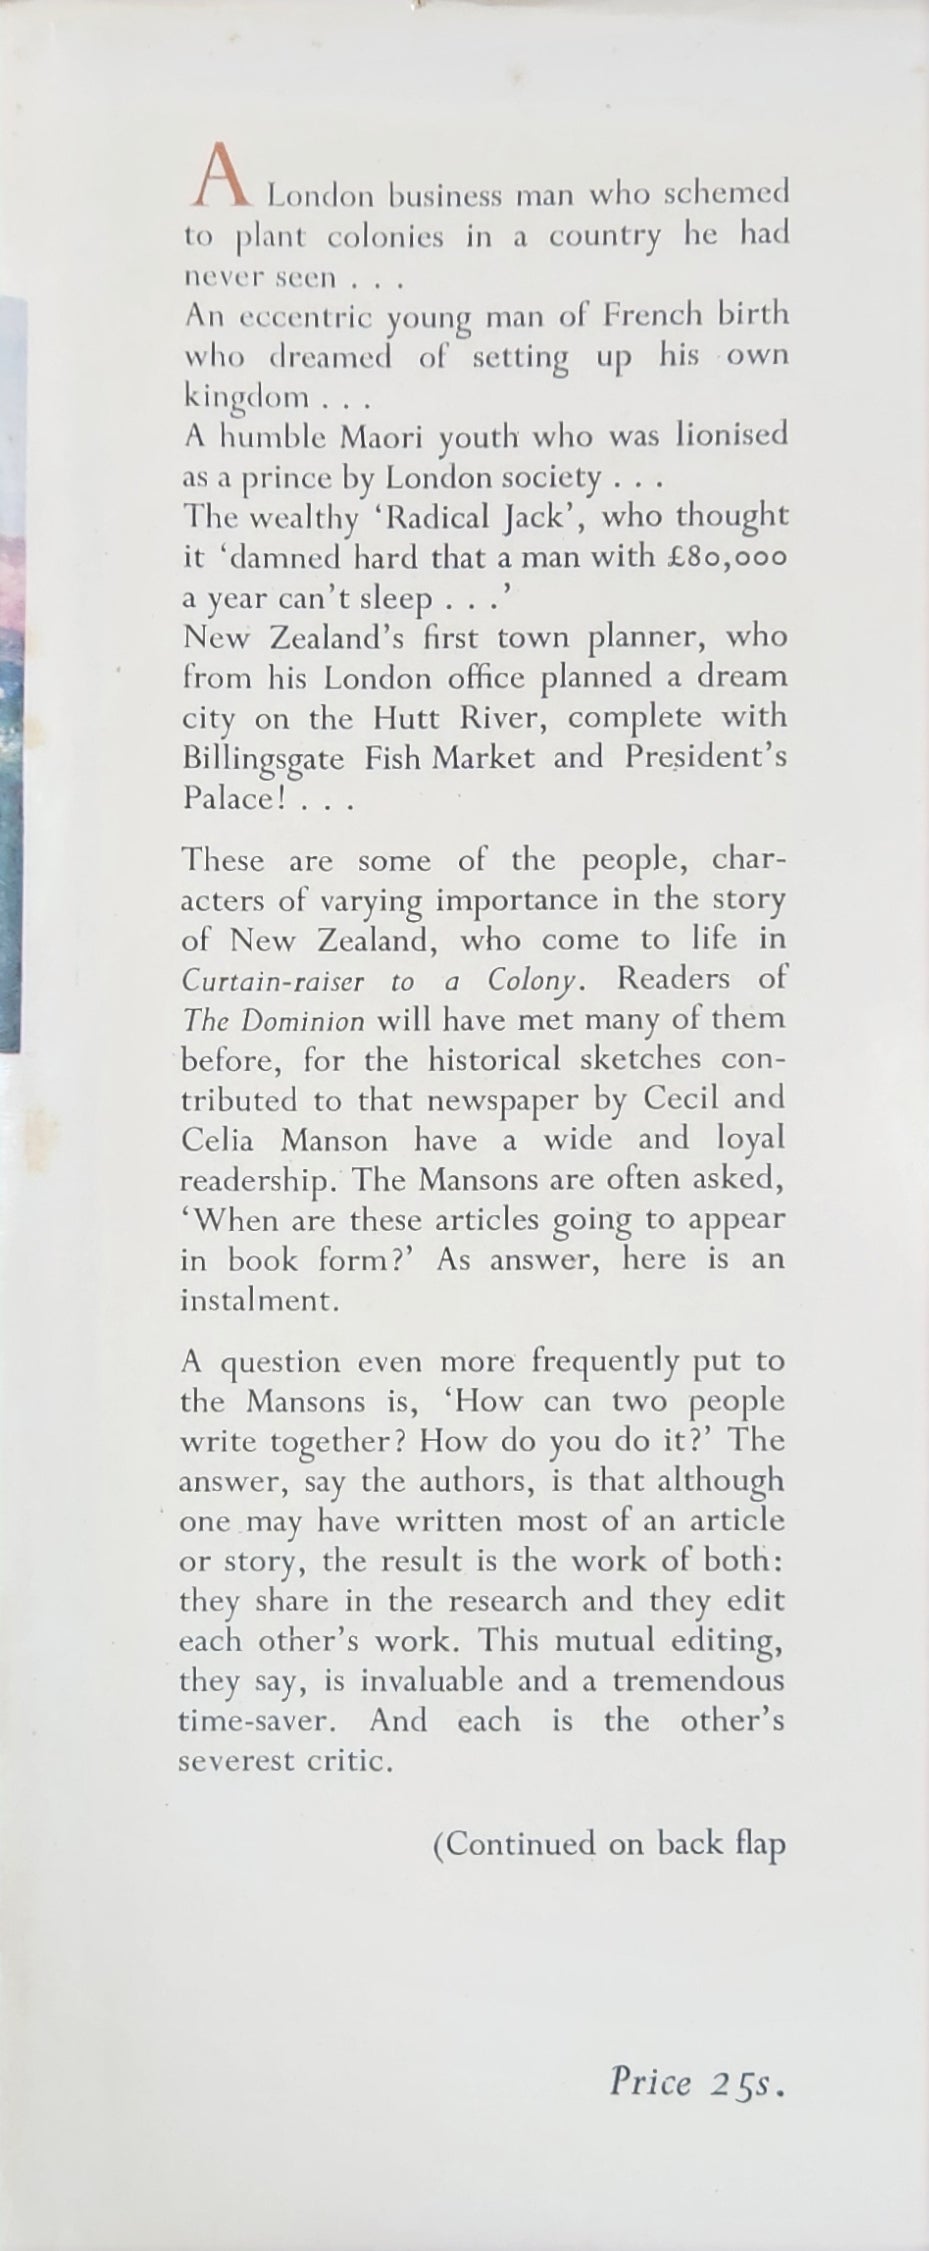 A London business man who schemed
to plant colonies in a country he had
never seen . . .
An eccentric young man of French birth
who dreamed of setting up his own
kingdom . . .
A humble Maori youth who was lionised
as a prince by London society . . .
The wealthy ‘Radical Jack’, who thought
it ‘damned hard that a man with £80,000
a year can’t sleep . . .’
New Zealand’s first town planner, who
from his London office planned a dream
city on the Hutt River, complete with
Billingsgate Fish Market and President’s
Palace! . . .
These are some of the people, char-
acters of varying importance in the story
of New Zealand, who come to life in
Curtain-raiser to a Colony. Readers of
The Dominion will have met many of them
before, for the historical sketches con-
tributed to that newspaper by Cecil and
Celia Manson have a wide and loyal
readership. The Mansons are often asked,
‘When are these articles going to appear
in book form?’ As answer, here is an
instalment.
A question even more frequently put to
the Mansons is, ‘How can two people
write together? How do you do it?’ The
answer, say the authors, is that although
one may have written most of an article
or story, the result is the work of both:
they share in the research and they edit
each other’s work. This mutual editing,
they say, is invaluable and a tremendous
time-saver. And each is the other’s
severest critic.
(Continued on back flap
Price 25s.